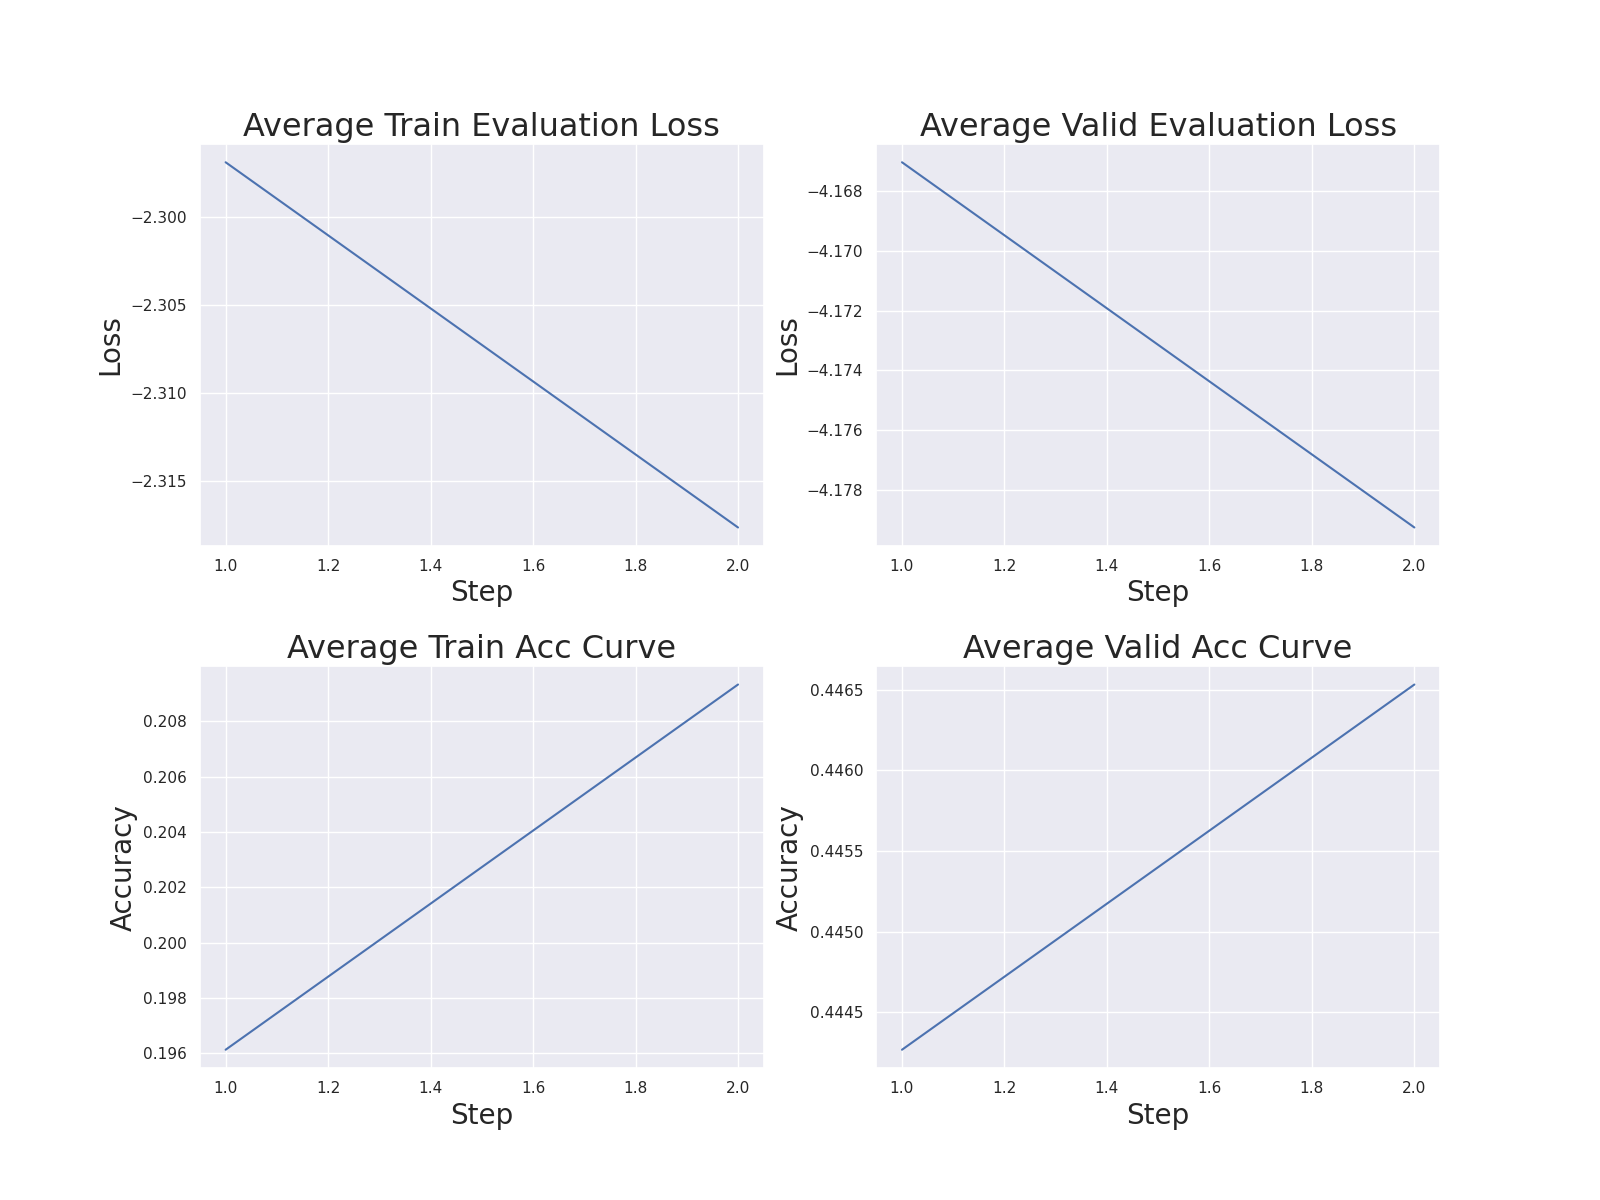 Average Train Evaluation Loss
Loss
−2.300
−2.305
−2.310
−2.315
1.0 1.2 1.4 1.6 1.8 2.0
Step
Average Valid Evaluation Loss
Loss
−4.168
−4.170
−4.172
−4.174
−4.176
−4.178
1.0 1.2 1.4 1.6 1.8 2.0
Step
Average Train Acc Curve
Accuracy
0.208
0.206
0.204
0.202
0.200
0.198
0.196
1.0 1.2 1.4 1.6 1.8 2.0
Step
Average Valid Acc Curve
Accuracy
0.4465
0.4460
0.4455
0.4450
0.4445
1.0 1.2 1.4 1.6 1.8 2.0
Step